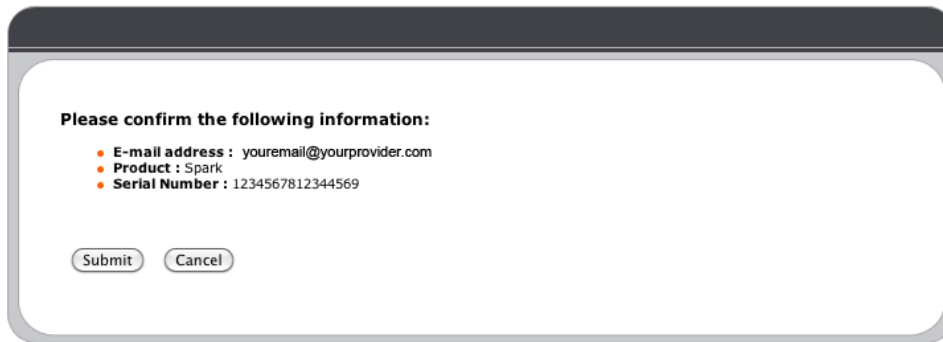 Please confirm the following information:
E-mail address : youremail@yourprovider.com
Product : Spark
Serial Number : 1234567812344569
Submit Cancel